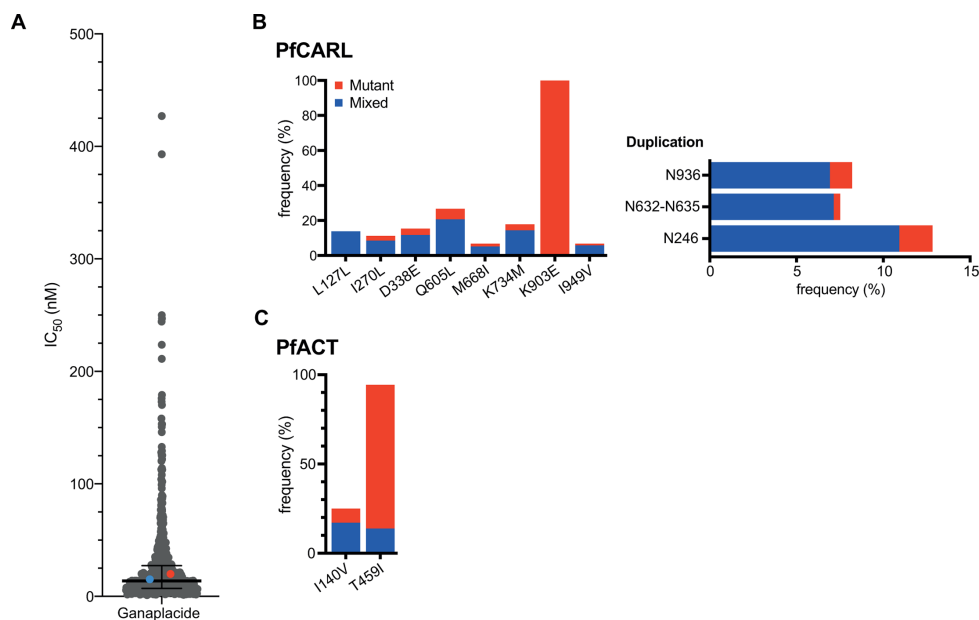 A
500
400
300
200
100
0
IC50 (nM)
Ganaplacide
B
PfCARL
Mutant
Mixed
100
80
60
40
20
0
frequency (%)
L127L
I270L
D338E
Q605L
M668I
K734M
K903E
I949V
Duplication
N936
N632-N635
N246
0
5
10
15
frequency (%)
C
PfACT
100
50
0
frequency (%)
I140V
T459I